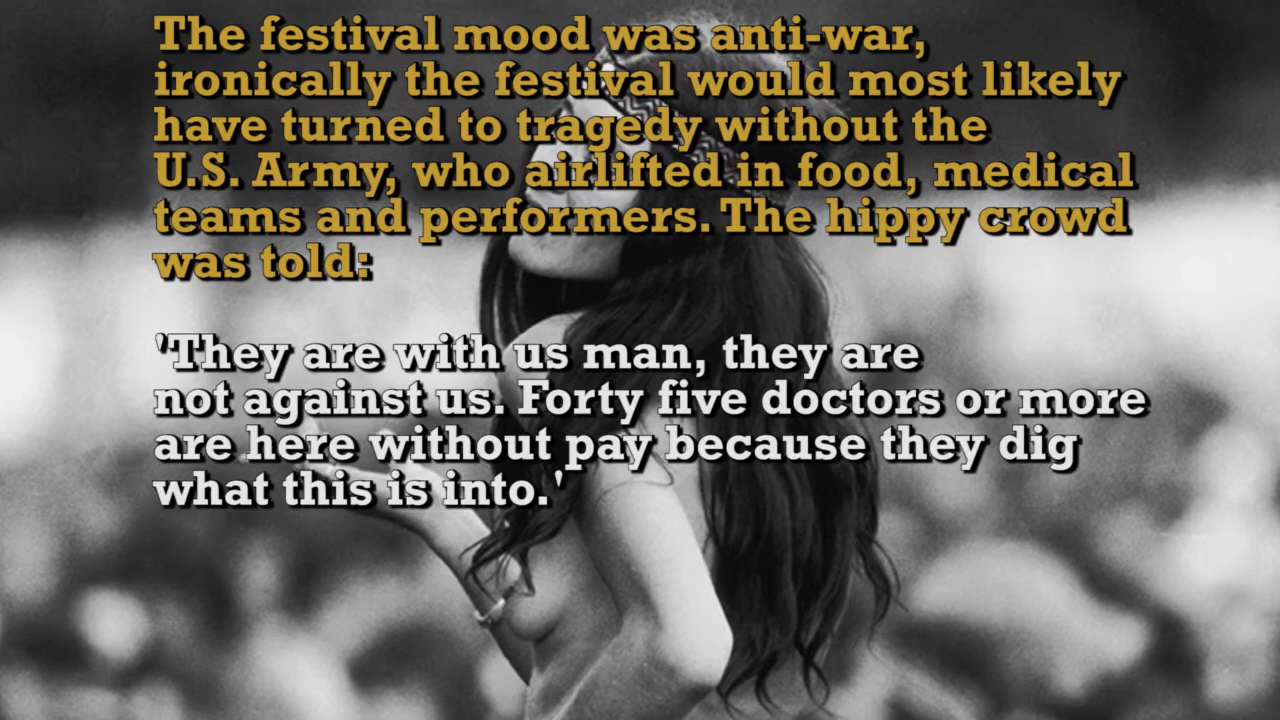 The festival mood was anti-war,
ironically the festival would most likely
have turned to tragedy without the
U.S. Army, who airlifted in food, medical
teams and performers. The hippy crowd
was told:
'They are with us man, they are
not against us. Forty five doctors or more
are here without pay because they dig
what this is into.'